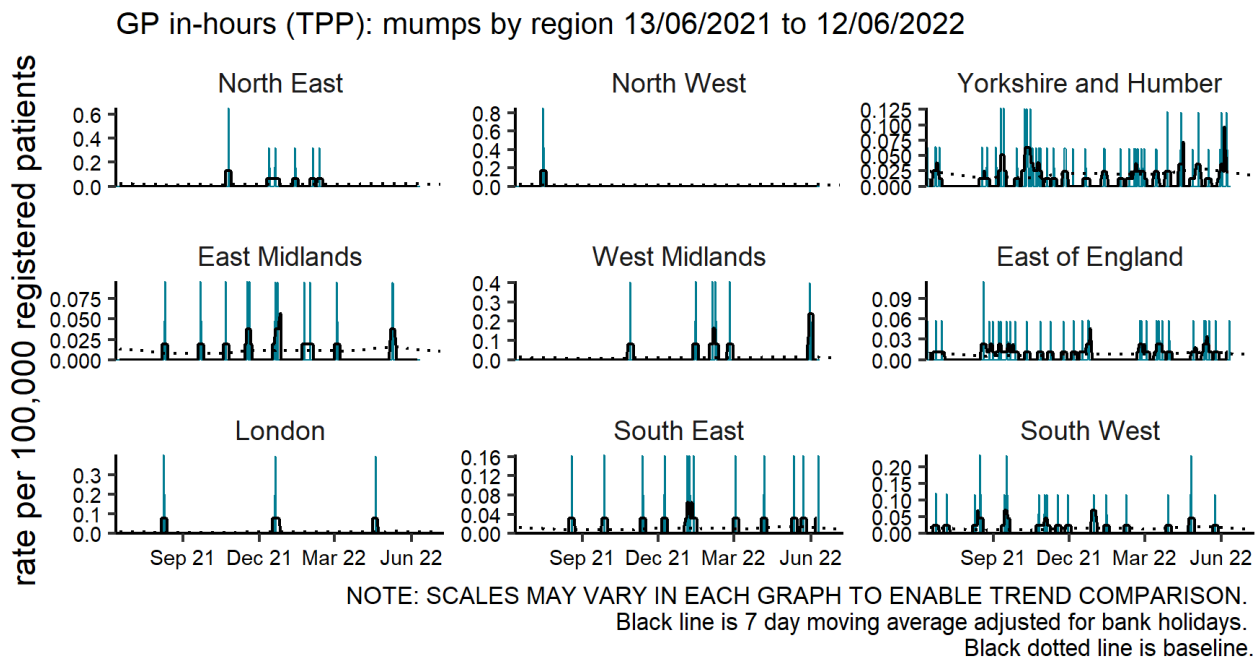 GP in-hours (TPP): mumps by region 13/06/2021 to 12/06/2022
rate per 100,000 registered patients
North East
0.6
0.4
0.2
0.0
North West
0.8
0.6
0.4
0.2
0.0
Yorkshire and Humber
0.125
0.100
0.075
0.050
0.025
0.000
East Midlands
0.075
0.050
0.025
0.000
West Midlands
0.4
0.3
0.2
0.1
0.0
East of England
0.09
0.06
0.03
0.00
London
0.3
0.2
0.1
0.0
Sep 21 Dec 21 Mar 22 Jun 22
South East
0.16
0.12
0.08
0.04
0.00
Sep 21 Dec 21 Mar 22 Jun 22
South West
0.20
0.15
0.10
0.05
0.00
Sep 21 Dec 21 Mar 22 Jun 22
NOTE: SCALES MAY VARY IN EACH GRAPH TO ENABLE TREND COMPARISON.
Black line is 7 day moving average adjusted for bank holidays.
Black dotted line is baseline.